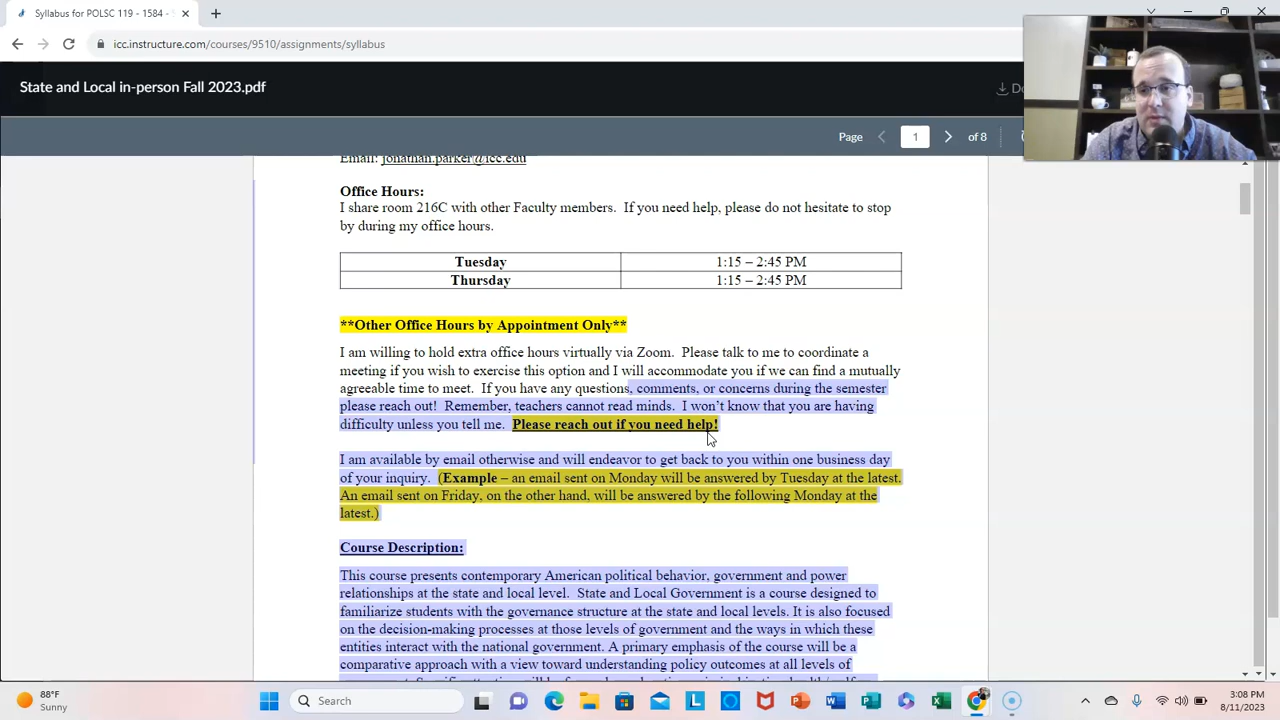 Syllabus for POLSC 119 - 1584 - S
icc.instructure.com/courses/9510/assignments/syllabus
State and Local in-person Fall 2023.pdf
Page 1 of 8
Email: jonathan.parker@icc.edu
Office Hours:
I share room 216C with other Faculty members. If you need help, please do not hesitate to stop
by during my office hours.
Tuesday 1:15 – 2:45 PM
Thursday 1:15 – 2:45 PM
**Other Office Hours by Appointment Only**
I am willing to hold extra office hours virtually via Zoom. Please talk to me to coordinate a
meeting if you wish to exercise this option and I will accommodate you if we can find a mutually
agreeable time to meet. If you have any questions, comments, or concerns during the semester
please reach out! Remember, teachers cannot read minds. I won't know that you are having
difficulty unless you tell me. Please reach out if you need help!
I am available by email otherwise and will endeavor to get back to you within one business day
of your inquiry. (Example – an email sent on Monday will be answered by Tuesday at the latest.
An email sent on Friday, on the other hand, will be answered by the following Monday at the
latest.)
Course Description:
This course presents contemporary American political behavior, government and power
relationships at the state and local level. State and Local Government is a course designed to
familiarize students with the governance structure at the state and local levels. It is also focused
on the decision-making processes at those levels of government and the ways in which these
entities interact with the national government. A primary emphasis of the course will be a
comparative approach with a view toward understanding policy outcomes at all levels of
88°F
Sunny
Search
3:08 PM
8/11/2023